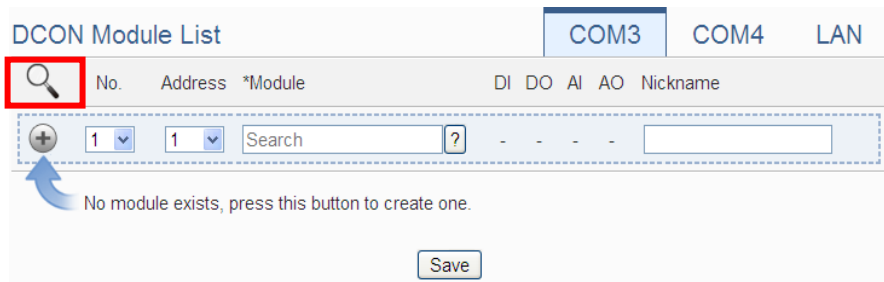 DCON Module List COM3 COM4 LAN
No. Address *Module DI DO AI AO Nickname
1 1 Search ? - - - -
No module exists, press this button to create one.
Save